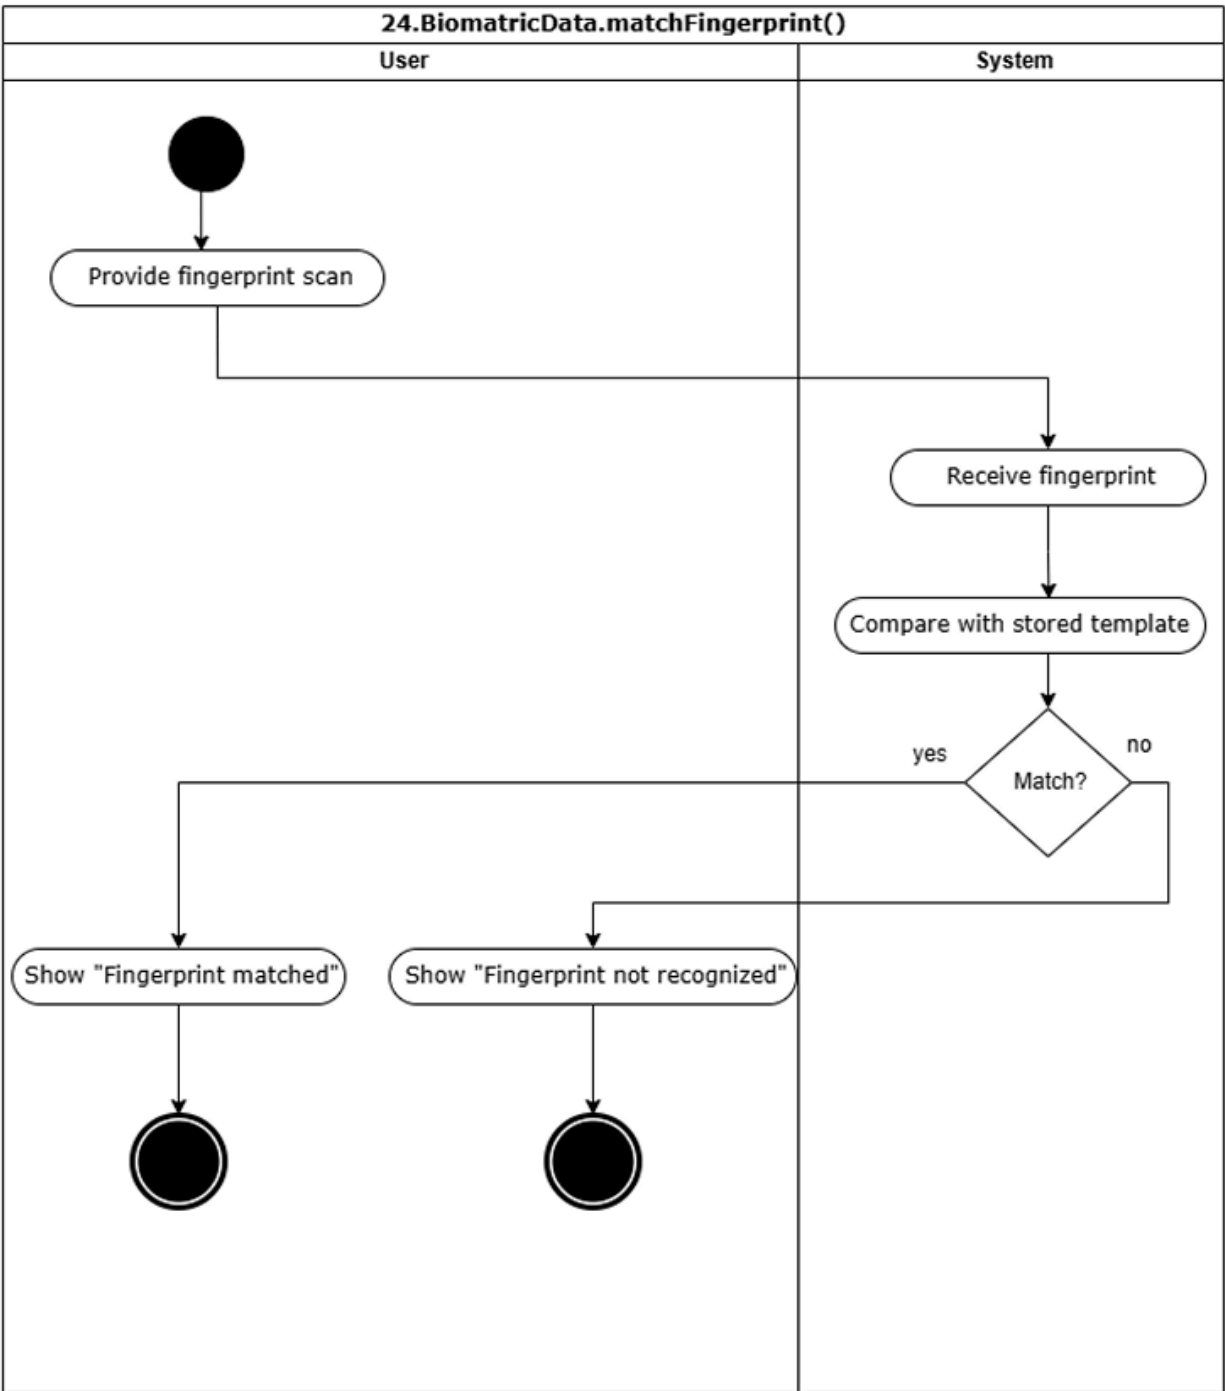 24.BiomatricData.matchFingerprint()
User
System
Provide fingerprint scan
Receive fingerprint
Compare with stored template
yes
no
Match?
Show "Fingerprint matched"
Show "Fingerprint not recognized"